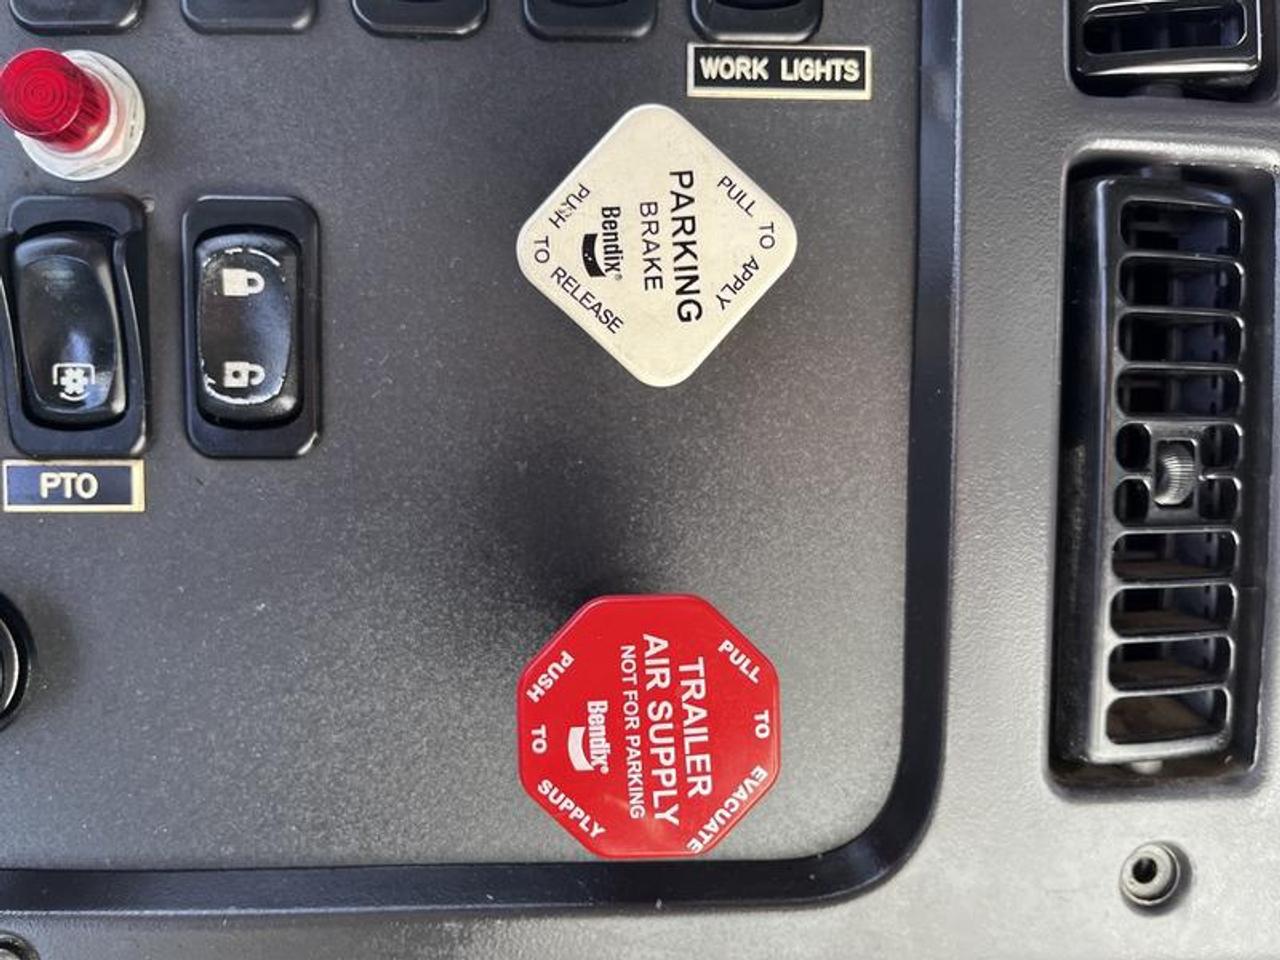 WORK LIGHTS
PULL TO APPLY
PARKING
BRAKE
Bendix®
PUSH TO RELEASE
PTO
PULL TO EVACUATE
TRAILER
AIR SUPPLY
NOT FOR PARKING
Bendix®
PUSH TO SUPPLY